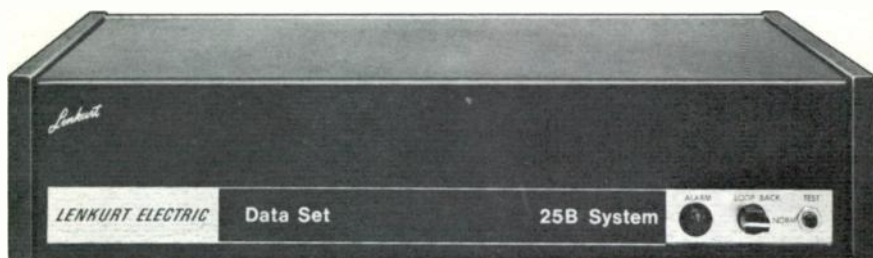 Lenkurt
LENKURT ELECTRIC Data Set 25B System
ALARM LOOP BACK TEST
NORM